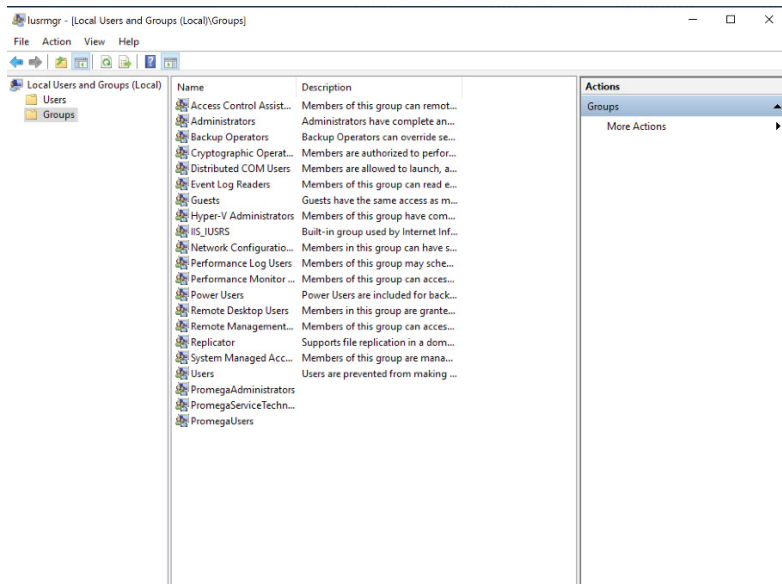 lusrmgr - [Local Users and Groups (Local)\Groups]
File Action View Help
Local Users and Groups (Local)
Users
Groups
Name Description
Access Control Assist... Members of this group can remot...
Administrators Administrators have complete an...
Backup Operators Backup Operators can override se...
Cryptographic Operat... Members are authorized to perfor...
Distributed COM Users Members are allowed to launch, a...
Event Log Readers Members of this group can read e...
Guests Guests have the same access as m...
Hyper-V Administrators Members of this group have com...
IIS_IUSRS Built-in group used by Internet Inf...
Network Configuratio... Members in this group can have s...
Performance Log Users Members of this group may sche...
Performance Monitor ... Members of this group can acces...
Power Users Power Users are included for back...
Remote Desktop Users Members in this group are grante...
Remote Management... Members of this group can acces...
Replicator Supports file replication in a dom...
System Managed Acc... Members of this group are mana...
Users Users are prevented from making ...
PromegaAdministrators
PromegaServiceTechn...
PromegaUsers
Actions
Groups
More Actions